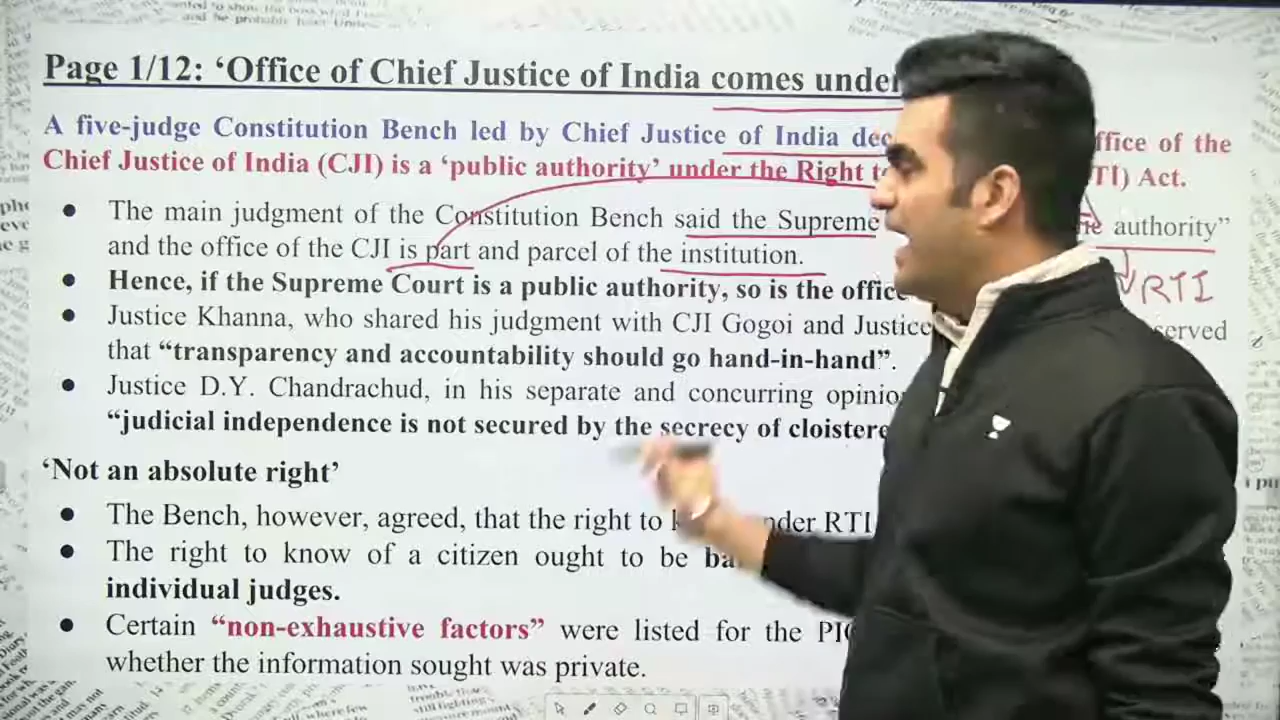 Page 1/12: ‘Office of Chief Justice of India comes under
A five-judge Constitution Bench led by Chief Justice of India office of the
Chief Justice of India (CJI) is a ‘public authority’ under the Right to Act.
• The main judgment of the Constitution Bench said the Supreme authority”
and the office of the CJI is part and parcel of the institution.
RTI
• Hence, if the Supreme Court is a public authority, so is the office
• Justice Khanna, who shared his judgment with CJI Gogoi and Justice
that “transparency and accountability should go hand-in-hand”.
• Justice D.Y. Chandrachud, in his separate and concurring
“judicial independence is not secured by the secrecy of
‘Not an absolute right’
• The Bench, however, agreed, that the right to under RTI
• The right to know of a citizen ought to be
individual judges.
• Certain “non-exhaustive factors” were listed for the
whether the information sought was private.